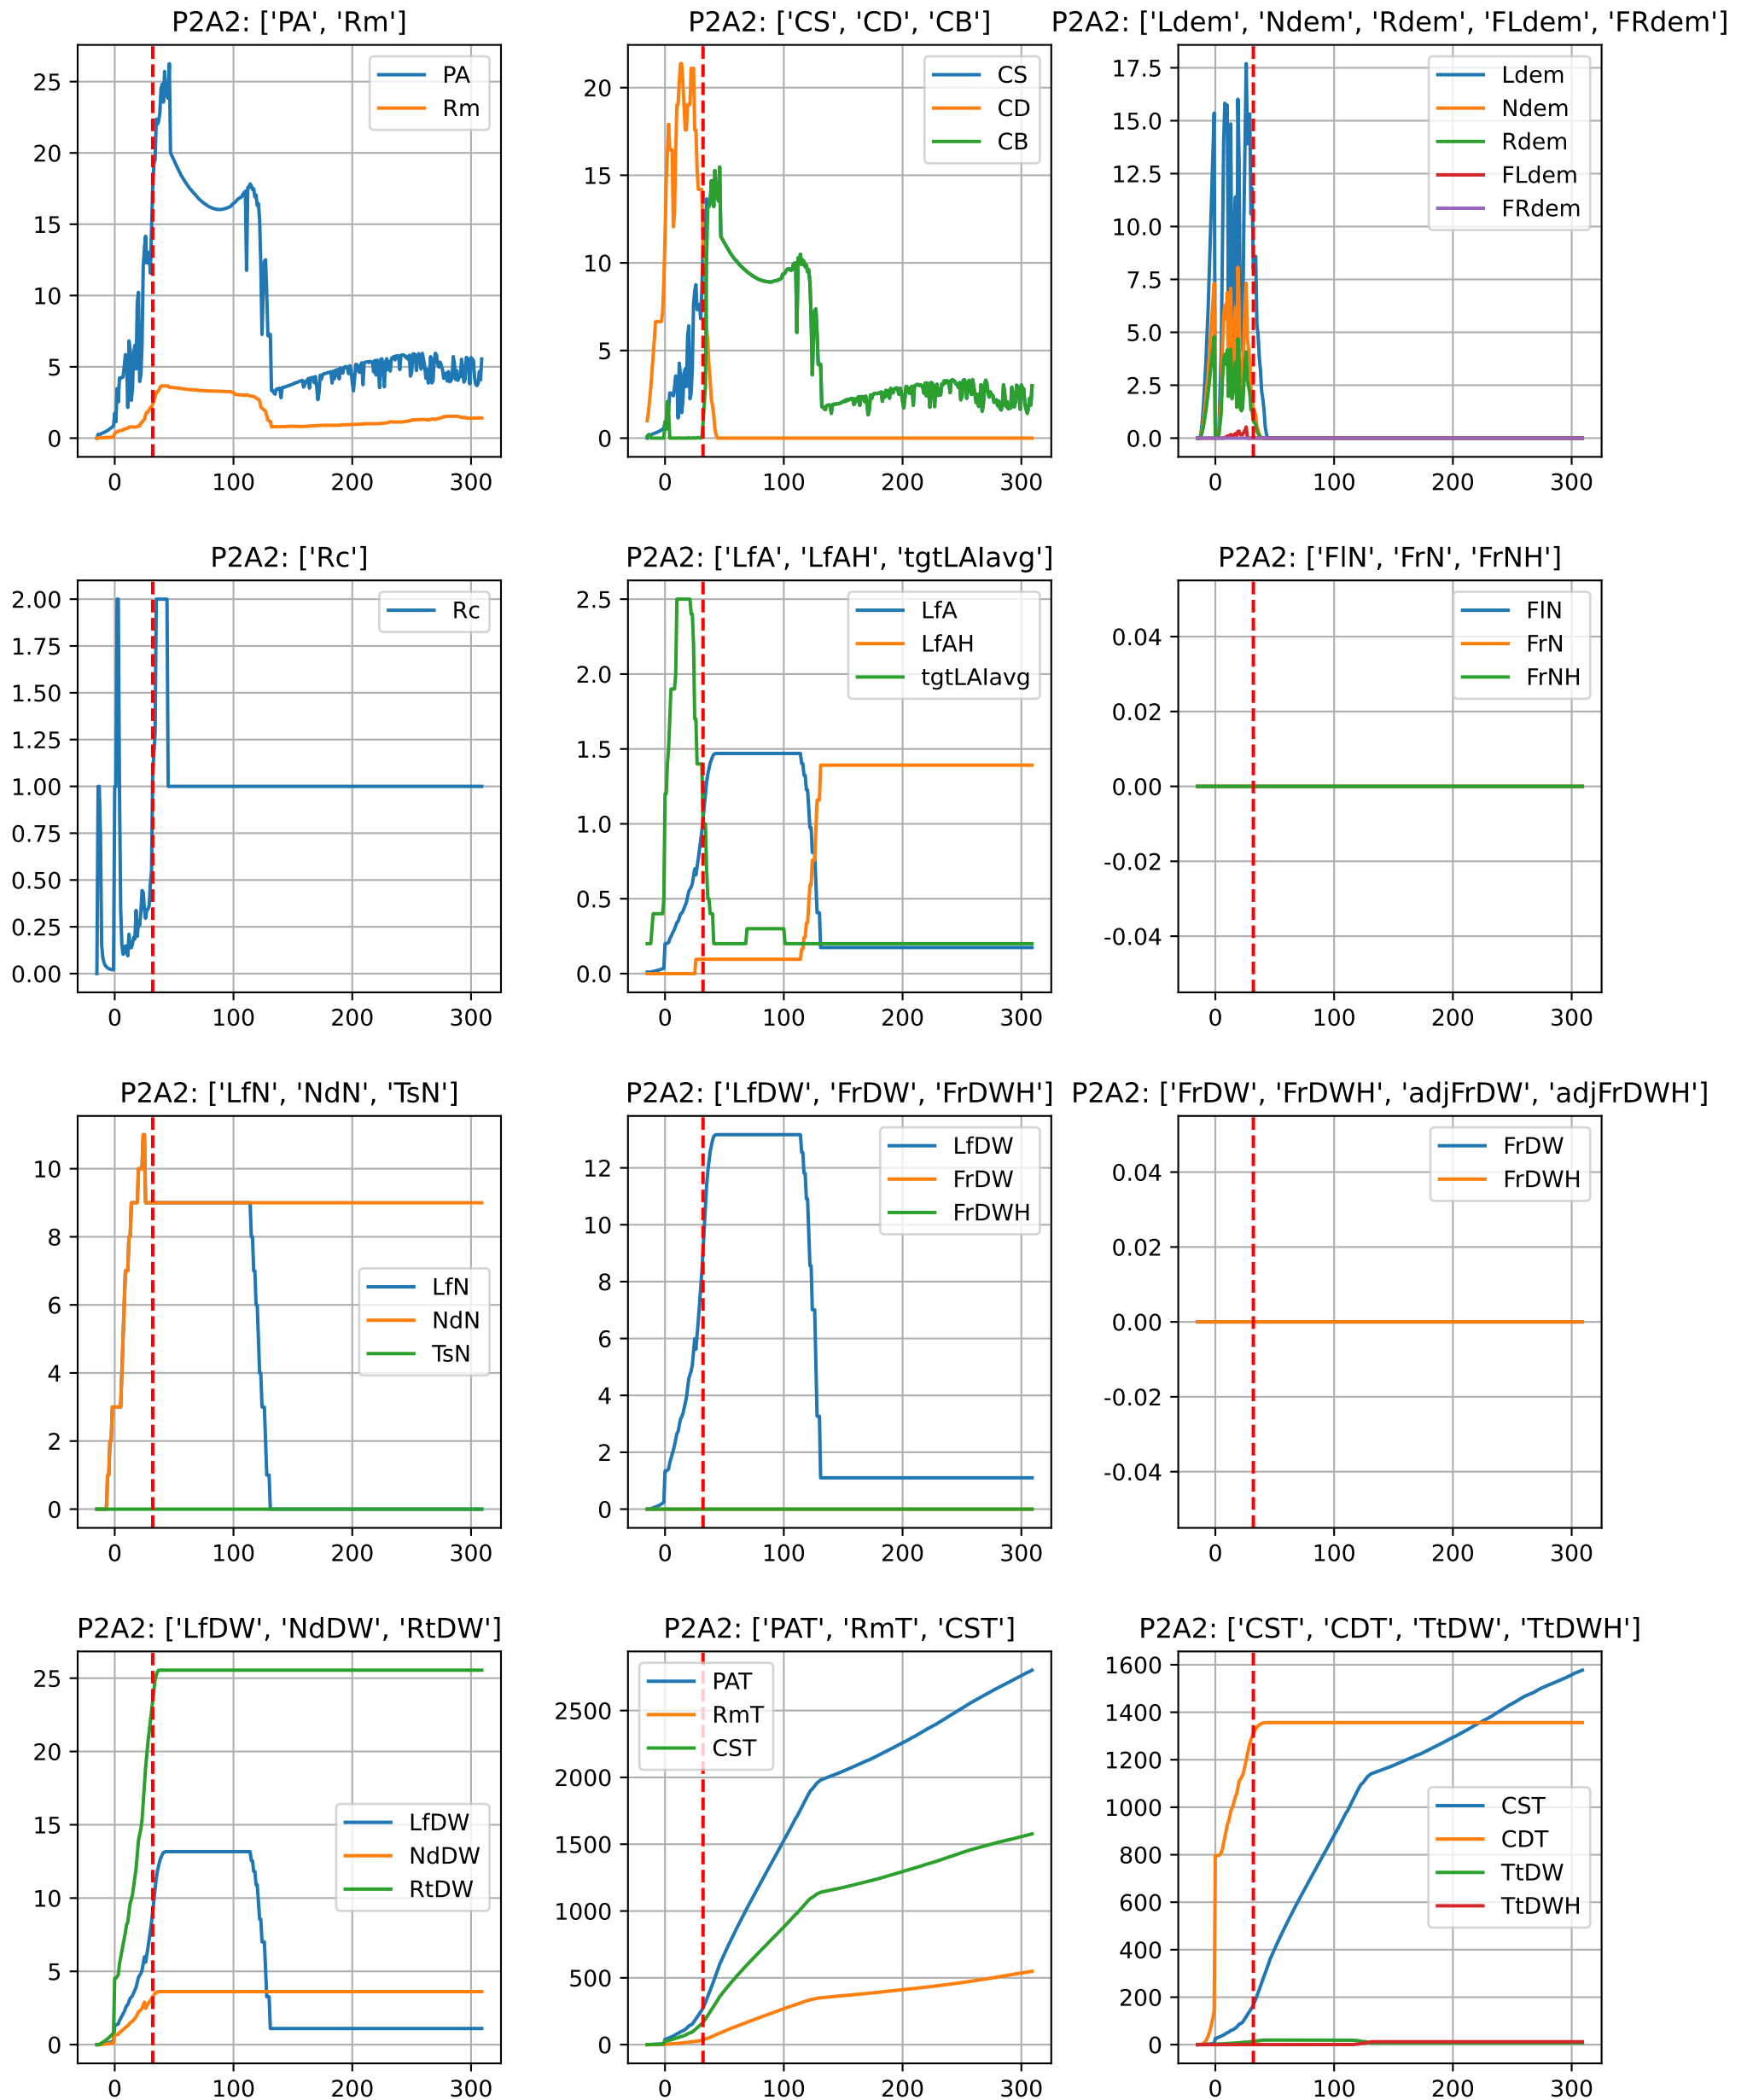 P2A2: ['PA', 'Rm']
25
20
15
10
5
0
0 100 200 300
PA
Rm
P2A2: ['CS', 'CD', 'CB']
20
15
10
5
0
0 100 200 300
CS
CD
CB
P2A2: ['Ldem', 'Ndem', 'Rdem', 'FLdem', 'FRdem']
17.5
15.0
12.5
10.0
7.5
5.0
2.5
0.0
0 100 200 300
Ldem
Ndem
Rdem
FLdem
FRdem
P2A2: ['Rc']
2.00
1.75
1.50
1.25
1.00
0.75
0.50
0.25
0.00
0 100 200 300
Rc
P2A2: ['LfA', 'LfAH', 'tgtLAIavg']
2.5
2.0
1.5
1.0
0.5
0.0
0 100 200 300
LfA
LfAH
tgtLAIavg
P2A2: ['FlN', 'FrN', 'FrNH']
0.04
0.02
0.00
-0.02
-0.04
0 100 200 300
FlN
FrN
FrNH
P2A2: ['LfN', 'NdN', 'TsN']
10
8
6
4
2
0
0 100 200 300
LfN
NdN
TsN
P2A2: ['LfDW', 'FrDW', 'FrDWH']
12
10
8
6
4
2
0
0 100 200 300
LfDW
FrDW
FrDWH
P2A2: ['FrDW', 'FrDWH', 'adjFrDW', 'adjFrDWH']
0.04
0.02
0.00
-0.02
-0.04
0 100 200 300
FrDW
FrDWH
P2A2: ['LfDW', 'NdDW', 'RtDW']
25
20
15
10
5
0
0 100 200 300
LfDW
NdDW
RtDW
P2A2: ['PAT', 'RmT', 'CST']
2500
2000
1500
1000
500
0
0 100 200 300
PAT
RmT
CST
P2A2: ['CST', 'CDT', 'TtDW', 'TtDWH']
1600
1400
1200
1000
800
600
400
200
0
0 100 200 300
CST
CDT
TtDW
TtDWH